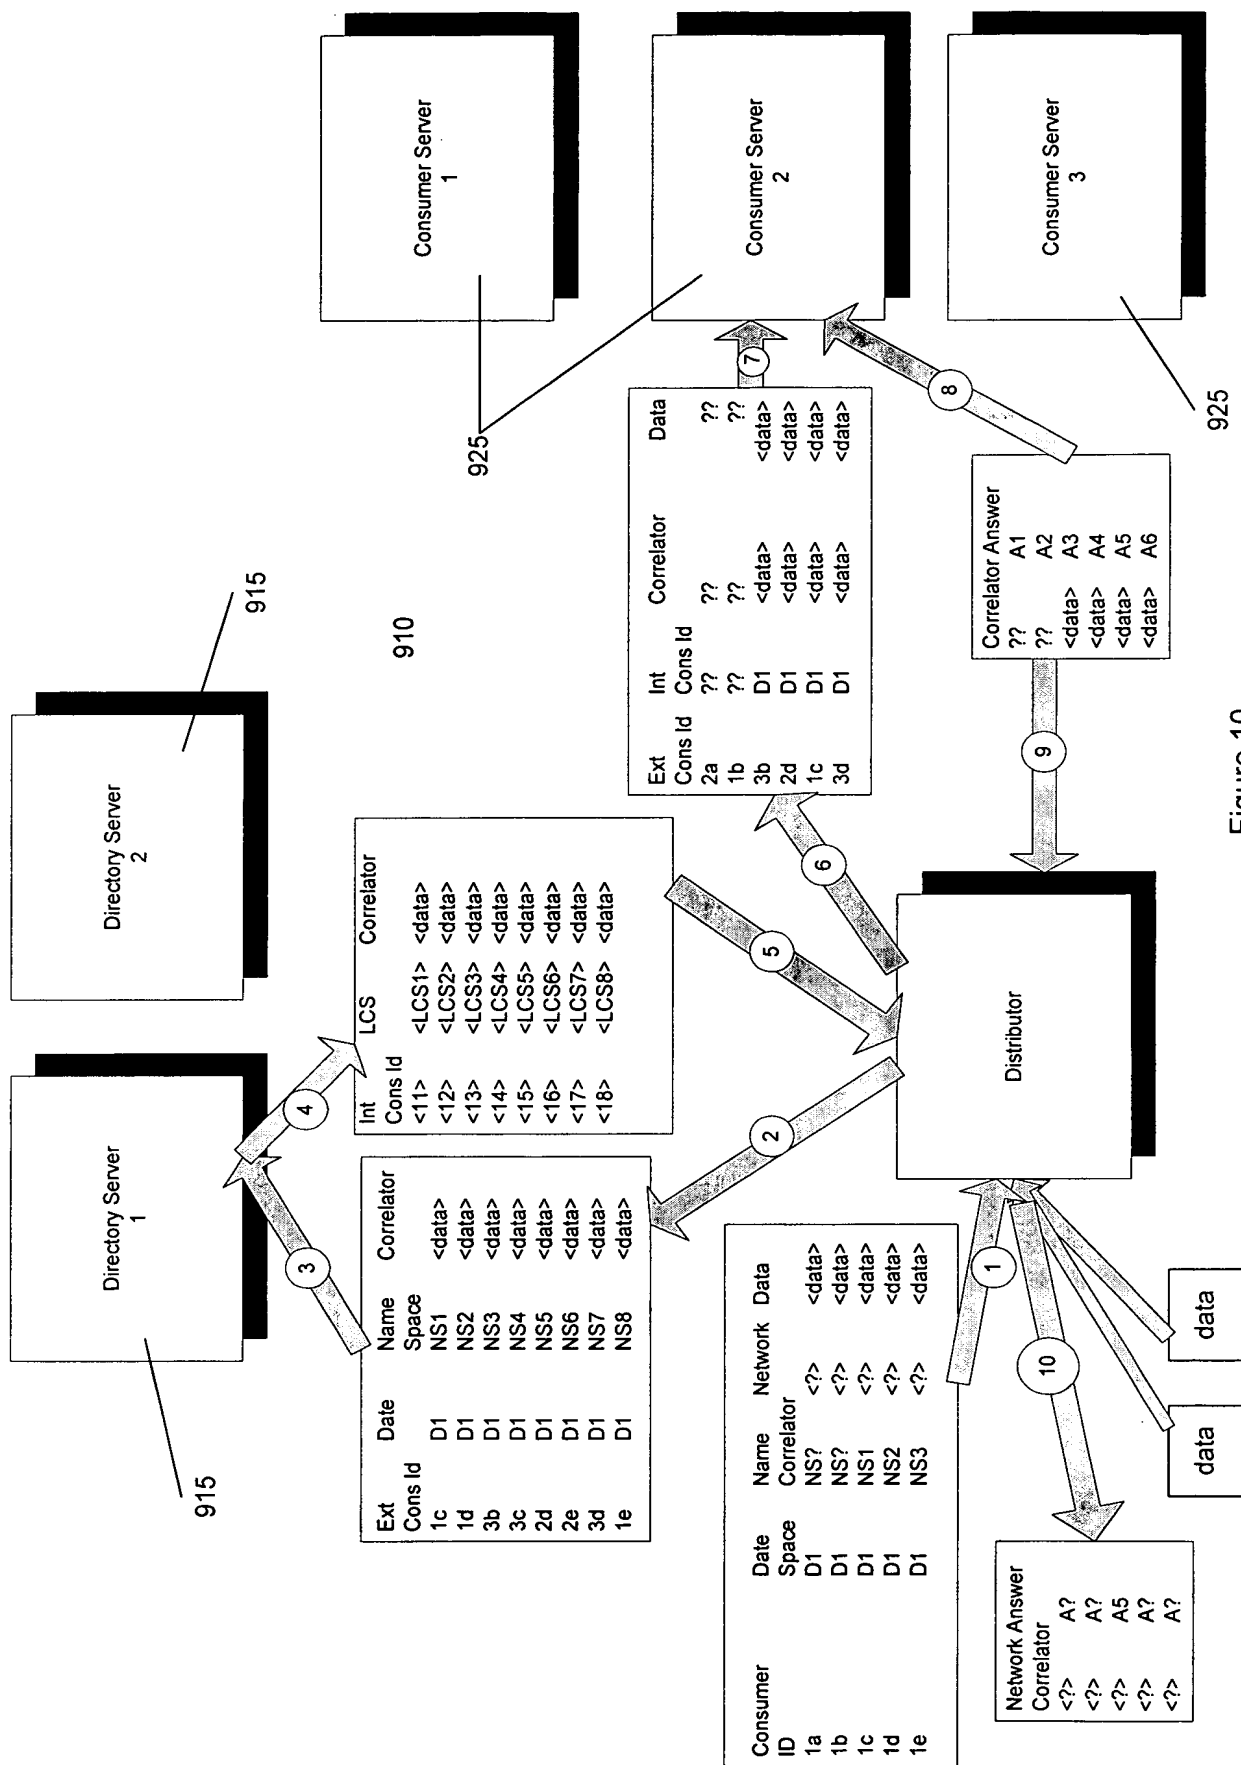 Directory Server
1
Directory Server
2
Consumer Server
1
Consumer Server
2
Consumer Server
3
915
915
910
925
925
3
4
Ext Date Name Correlator
Cons Id Space
1c D1 NS1 <data>
1d D1 NS2 <data>
3b D1 NS3 <data>
3c D1 NS4 <data>
2d D1 NS5 <data>
2e D1 NS6 <data>
3d D1 NS7 <data>
1e D1 NS8 <data>
Int LCS Correlator
Cons Id
<11> <LCS1> <data>
<12> <LCS2> <data>
<13> <LCS3> <data>
<14> <LCS4> <data>
<15> <LCS5> <data>
<16> <LCS6> <data>
<17> <LCS7> <data>
<18> <LCS8> <data>
Ext Int Correlator Data
Cons Id Cons Id
2a ?? ?? ??
1b ?? ?? ??
3b D1 <data> <data>
2d D1 <data> <data>
1c D1 <data> <data>
3d D1 <data> <data>
7
2
5
6
8
Consumer Date Name Network Data
ID Space Correlator
1a D1 NS? <?> <data>
1b D1 NS? <?> <data>
1c D1 NS1 <?> <data>
1d D1 NS2 <?> <data>
1e D1 NS3 <?> <data>
1
Distributor
9
Correlator Answer
?? A1
?? A2
<data> A3
<data> A4
<data> A5
<data> A6
10
Network Answer
Correlator
<?> A?
<?> A?
<?> A5
<?> A?
<?> A?
data
data
Figure 10